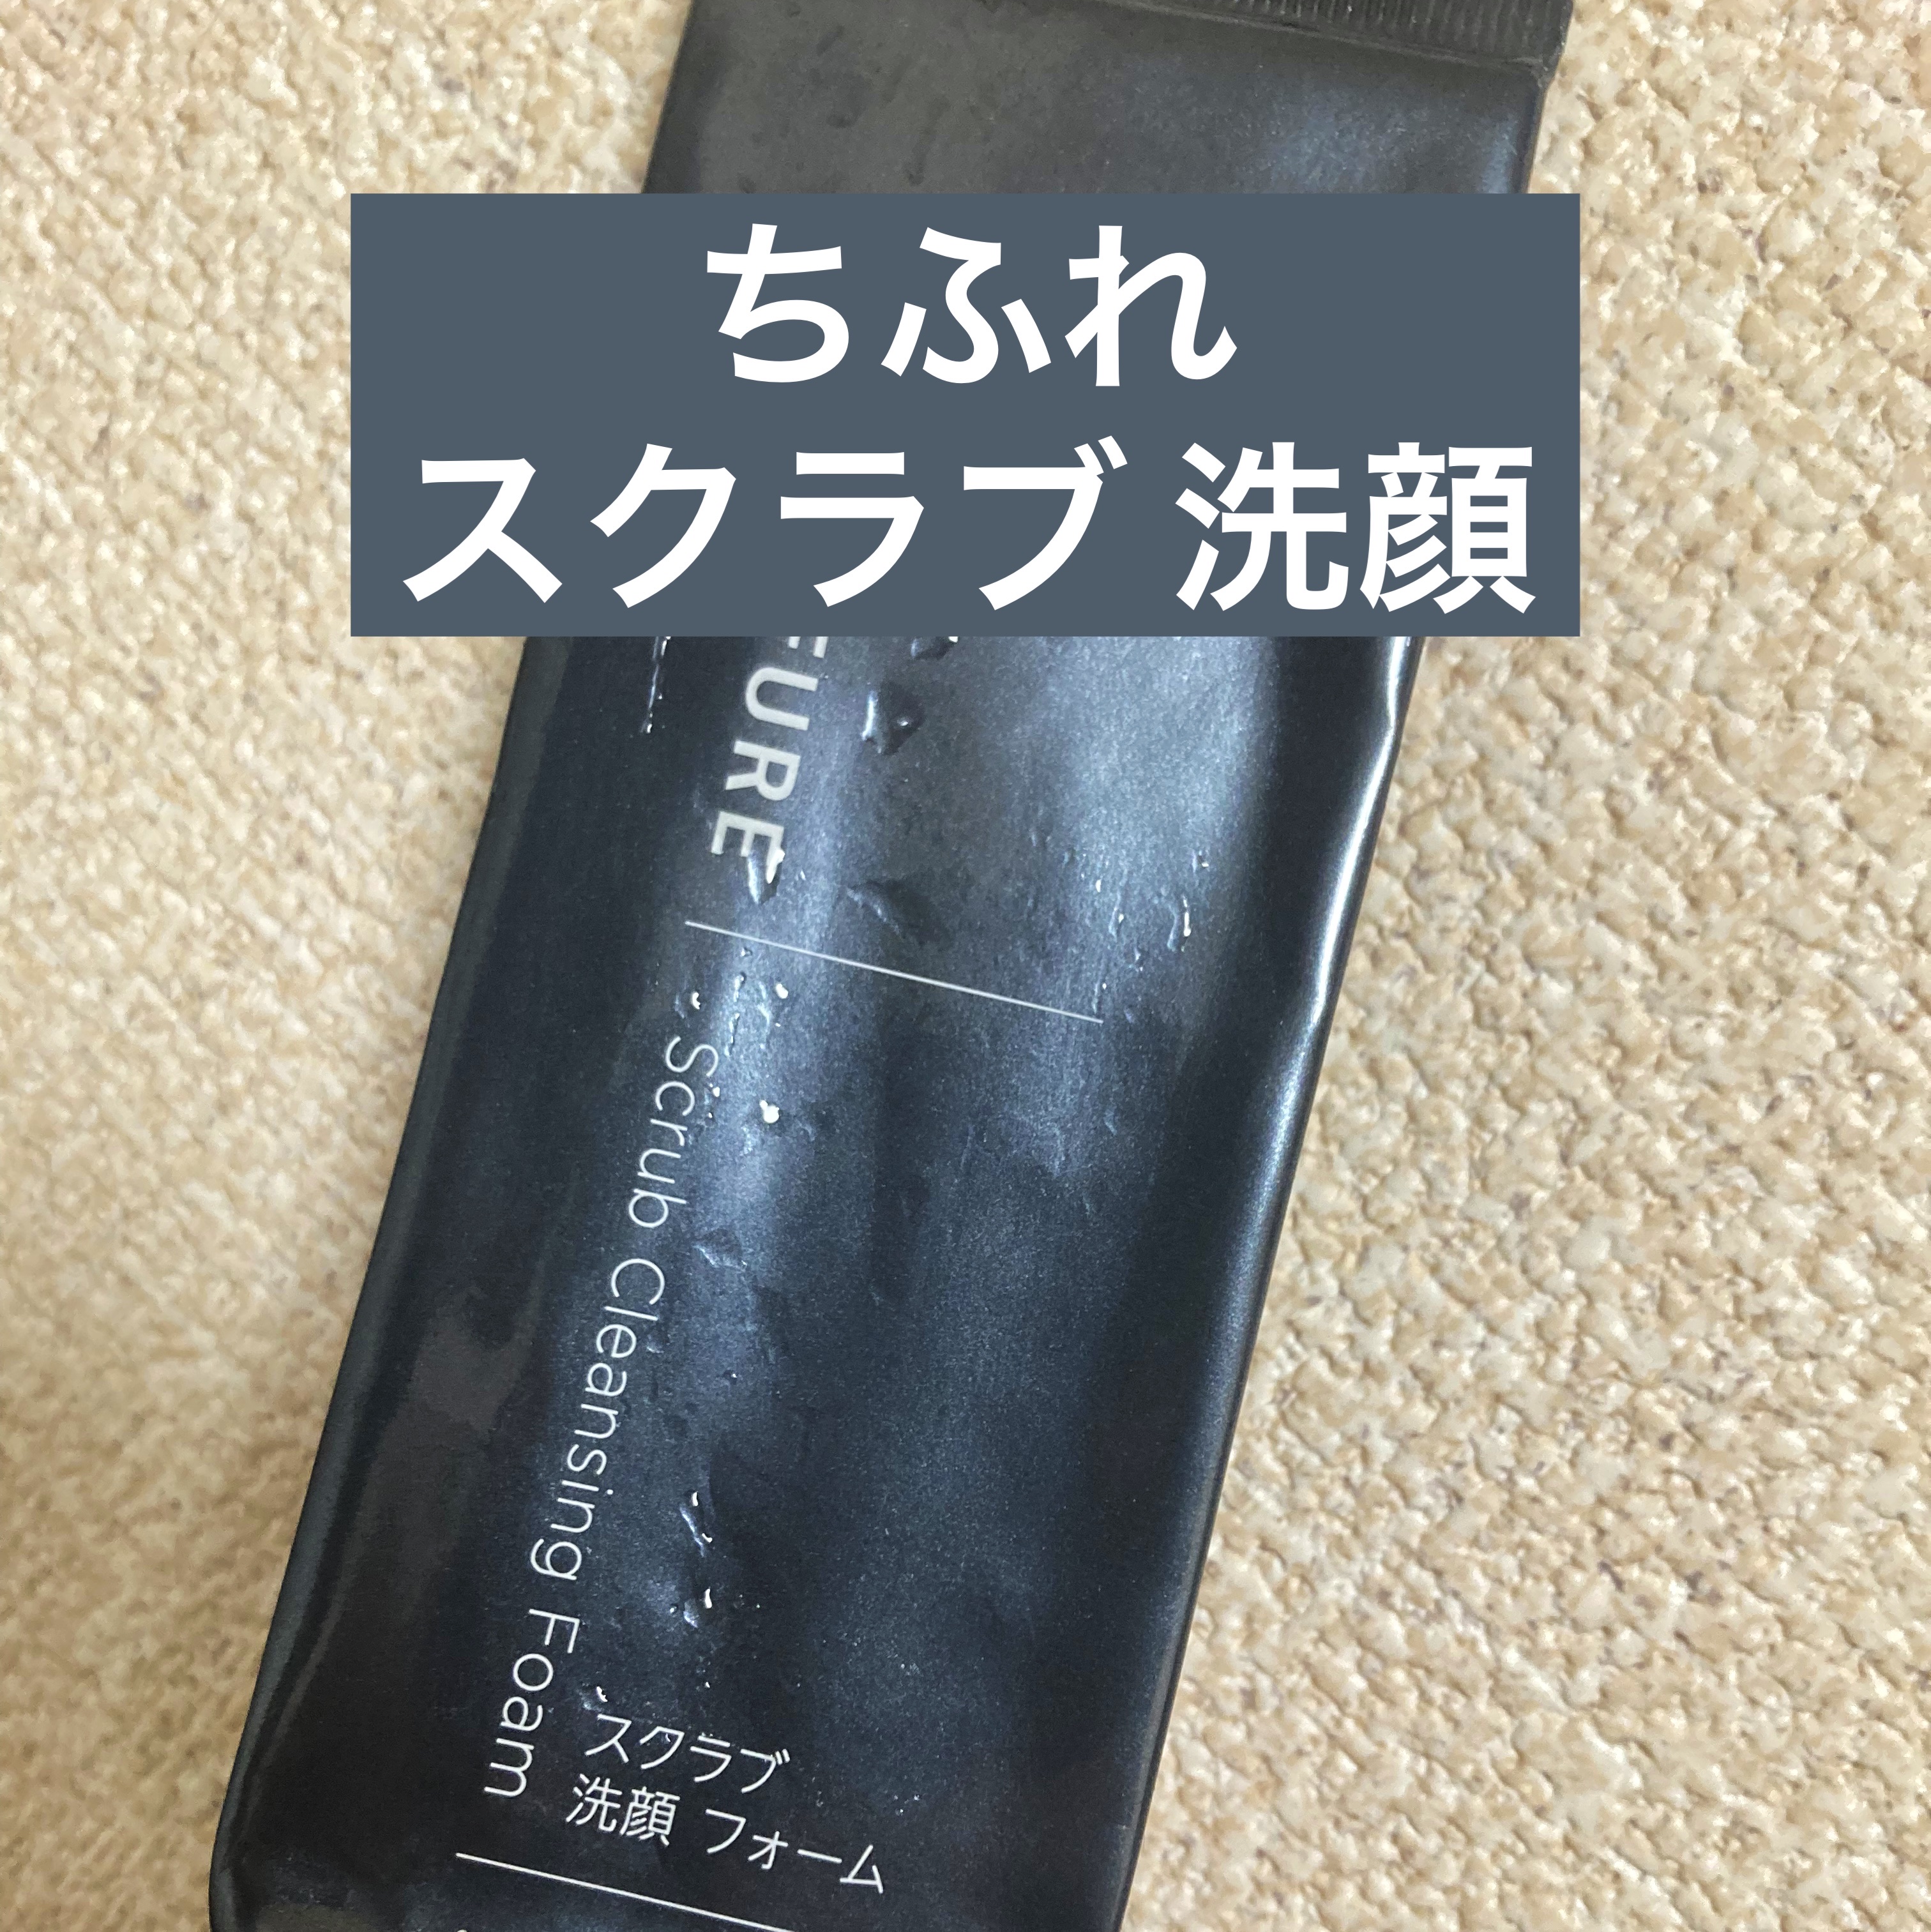 ちふれ
スクラブ 洗顔
FURE
Scrub Cleansing Foam
スクラブ
洗顔 フォーム